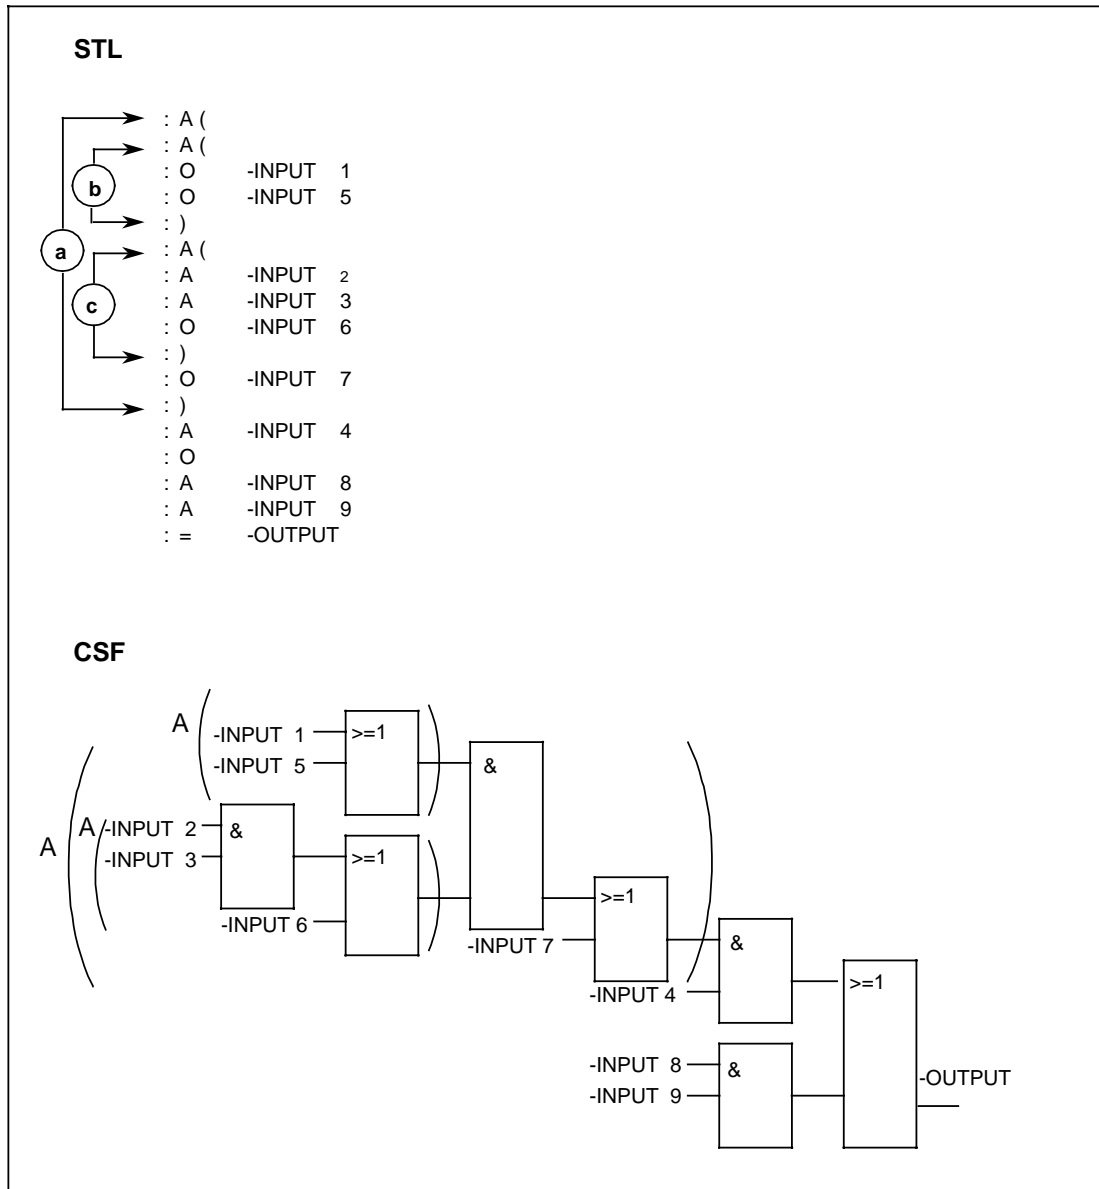 STL
: A (
: A (
: O -INPUT 1
: O -INPUT 5
: )
: A (
: A -INPUT 2
: A -INPUT 3
: O -INPUT 6
: )
: O -INPUT 7
: )
: A -INPUT 4
: O
: A -INPUT 8
: A -INPUT 9
: = -OUTPUT
b
a
c
CSF
A
-INPUT 1
>=1
-INPUT 5
&
A
A
-INPUT 2
&
-INPUT 3
>=1
-INPUT 6
>=1
-INPUT 7
&
-INPUT 4
>=1
-INPUT 8
&
-INPUT 9
-OUTPUT